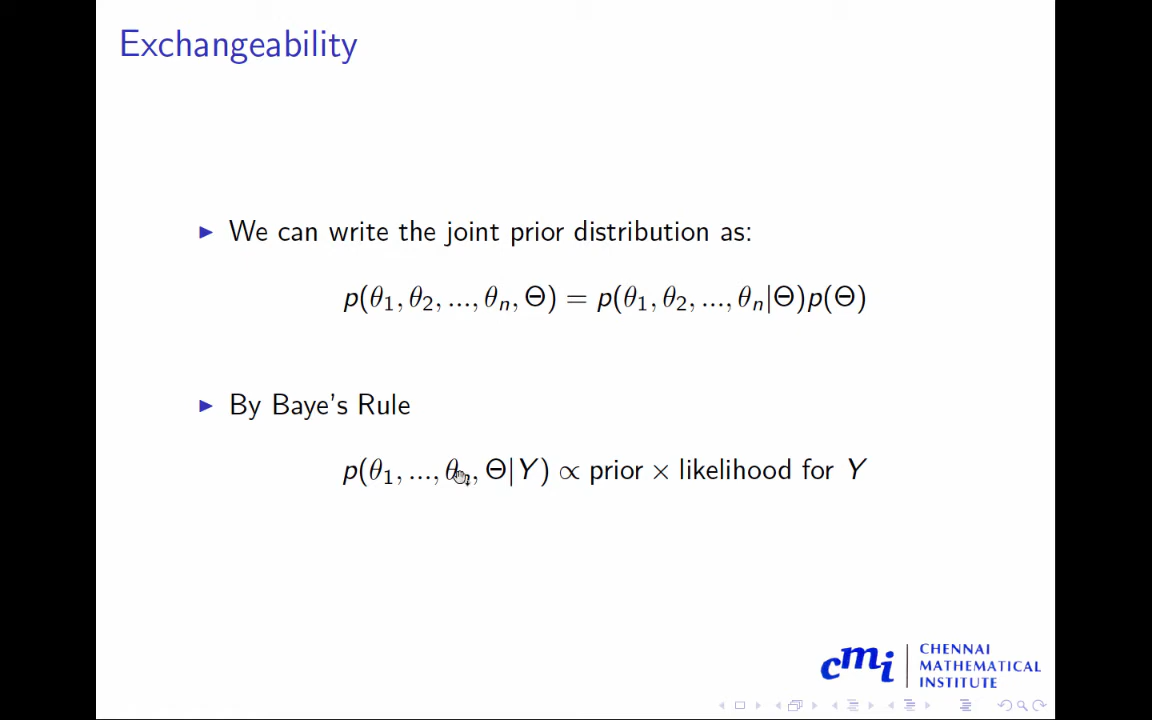 Exchangeability
We can write the joint prior distribution as:
p(θ₁, θ₂, ..., θₙ, Θ) = p(θ₁, θ₂, ..., θₙ|Θ)p(Θ)
By Baye's Rule
p(θ₁, ..., θₙ, Θ|Y) ∝ prior × likelihood for Y
cmi
CHENNAI
MATHEMATICAL
INSTITUTE